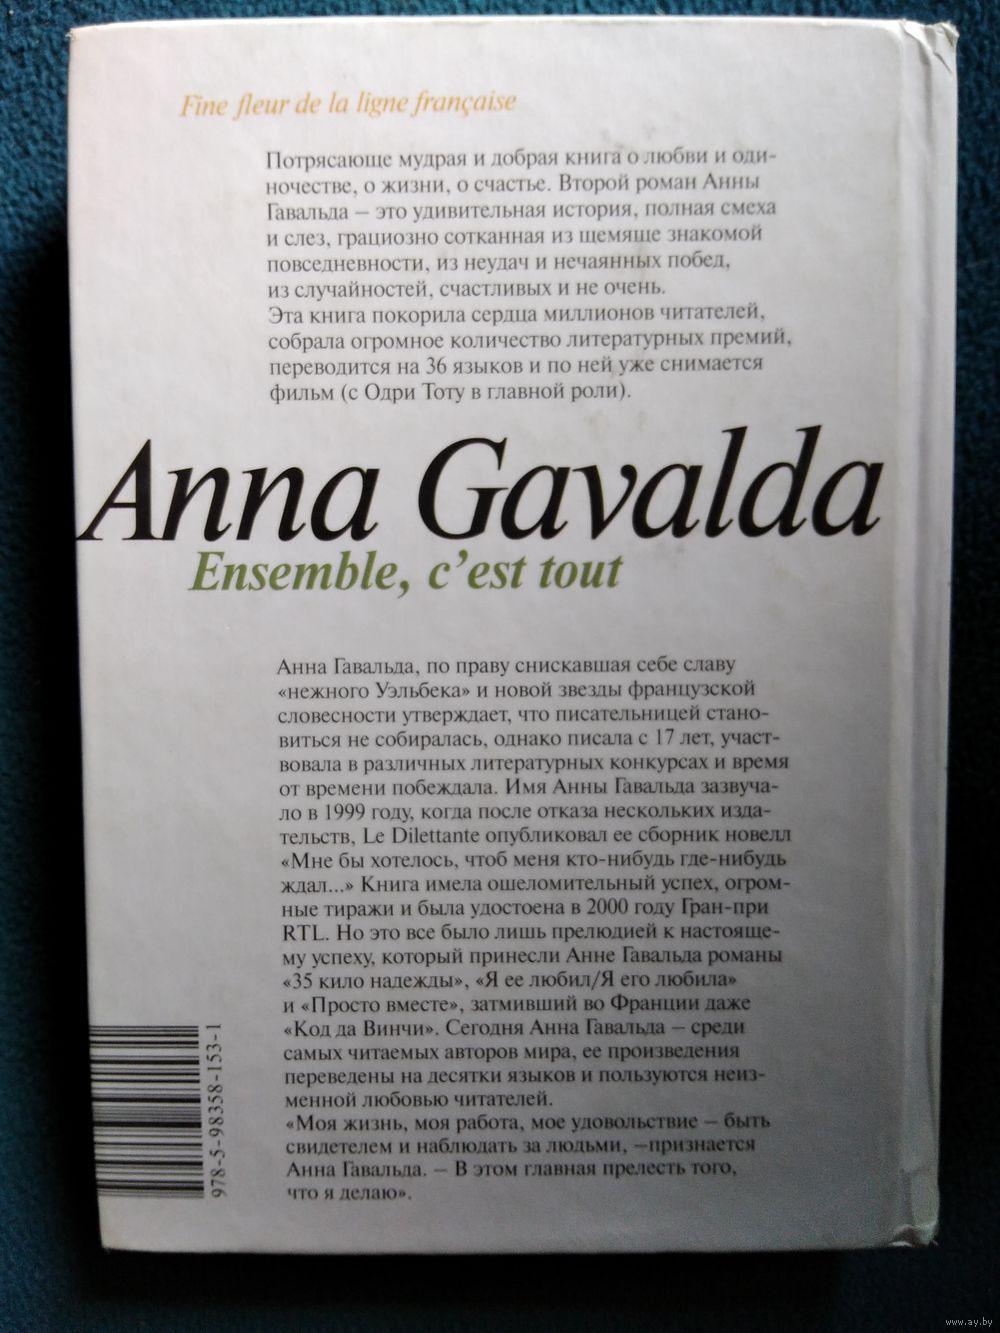 Fine fleur de la ligne française
Потрясающе мудрая и добрая книга о любви и оди-
ночестве, о жизни, о счастье. Второй роман Анны
Гавальда – это удивительная история, полная смеха
и слез, грациозно сотканная из щемяще знакомой
повседневности, из неудач и нечаянных побед,
из случайностей, счастливых и не очень.
Эта книга покорила сердца миллионов читателей,
собрала огромное количество литературных премий,
переводится на 36 языков и по ней уже снимается
фильм (с Одри Тоту в главной роли).
Anna Gavalda
Ensemble, c’est tout
Анна Гавальда, по праву снискавшая себе славу
«нежного Уэльбека» и новой звезды французской
словесности утверждает, что писательницей стано-
виться не собиралась, однако писала с 17 лет, участ-
вовала в различных литературных конкурсах и время
от времени побеждала. Имя Анны Гавальда зазвуча-
ло в 1999 году, когда после отказа нескольких изда-
тельств, Le Dilettante опубликовал ее сборник новелл
«Мне бы хотелось, чтоб меня кто-нибудь где-нибудь
ждал...» Книга имела ошеломительный успех, огром-
ные тиражи и была удостоена в 2000 году Гран-при
RTL. Но это все было лишь прелюдией к настояще-
му успеху, который принесли Анне Гавальда романы
«35 кило надежды», «Я ее любил/Я его любила»
и «Просто вместе», затмивший во Франции даже
«Код да Винчи». Сегодня Анна Гавальда – среди
самых читаемых авторов мира, ее произведения
переведены на десятки языков и пользуются неиз-
менной любовью читателей.
«Моя жизнь, моя работа, мое удовольствие – быть
свидетелем и наблюдать за людьми, –признается
Анна Гавальда. – В этом главная прелесть того,
что я делаю».
978-5-98358-153-1
www.ay.by